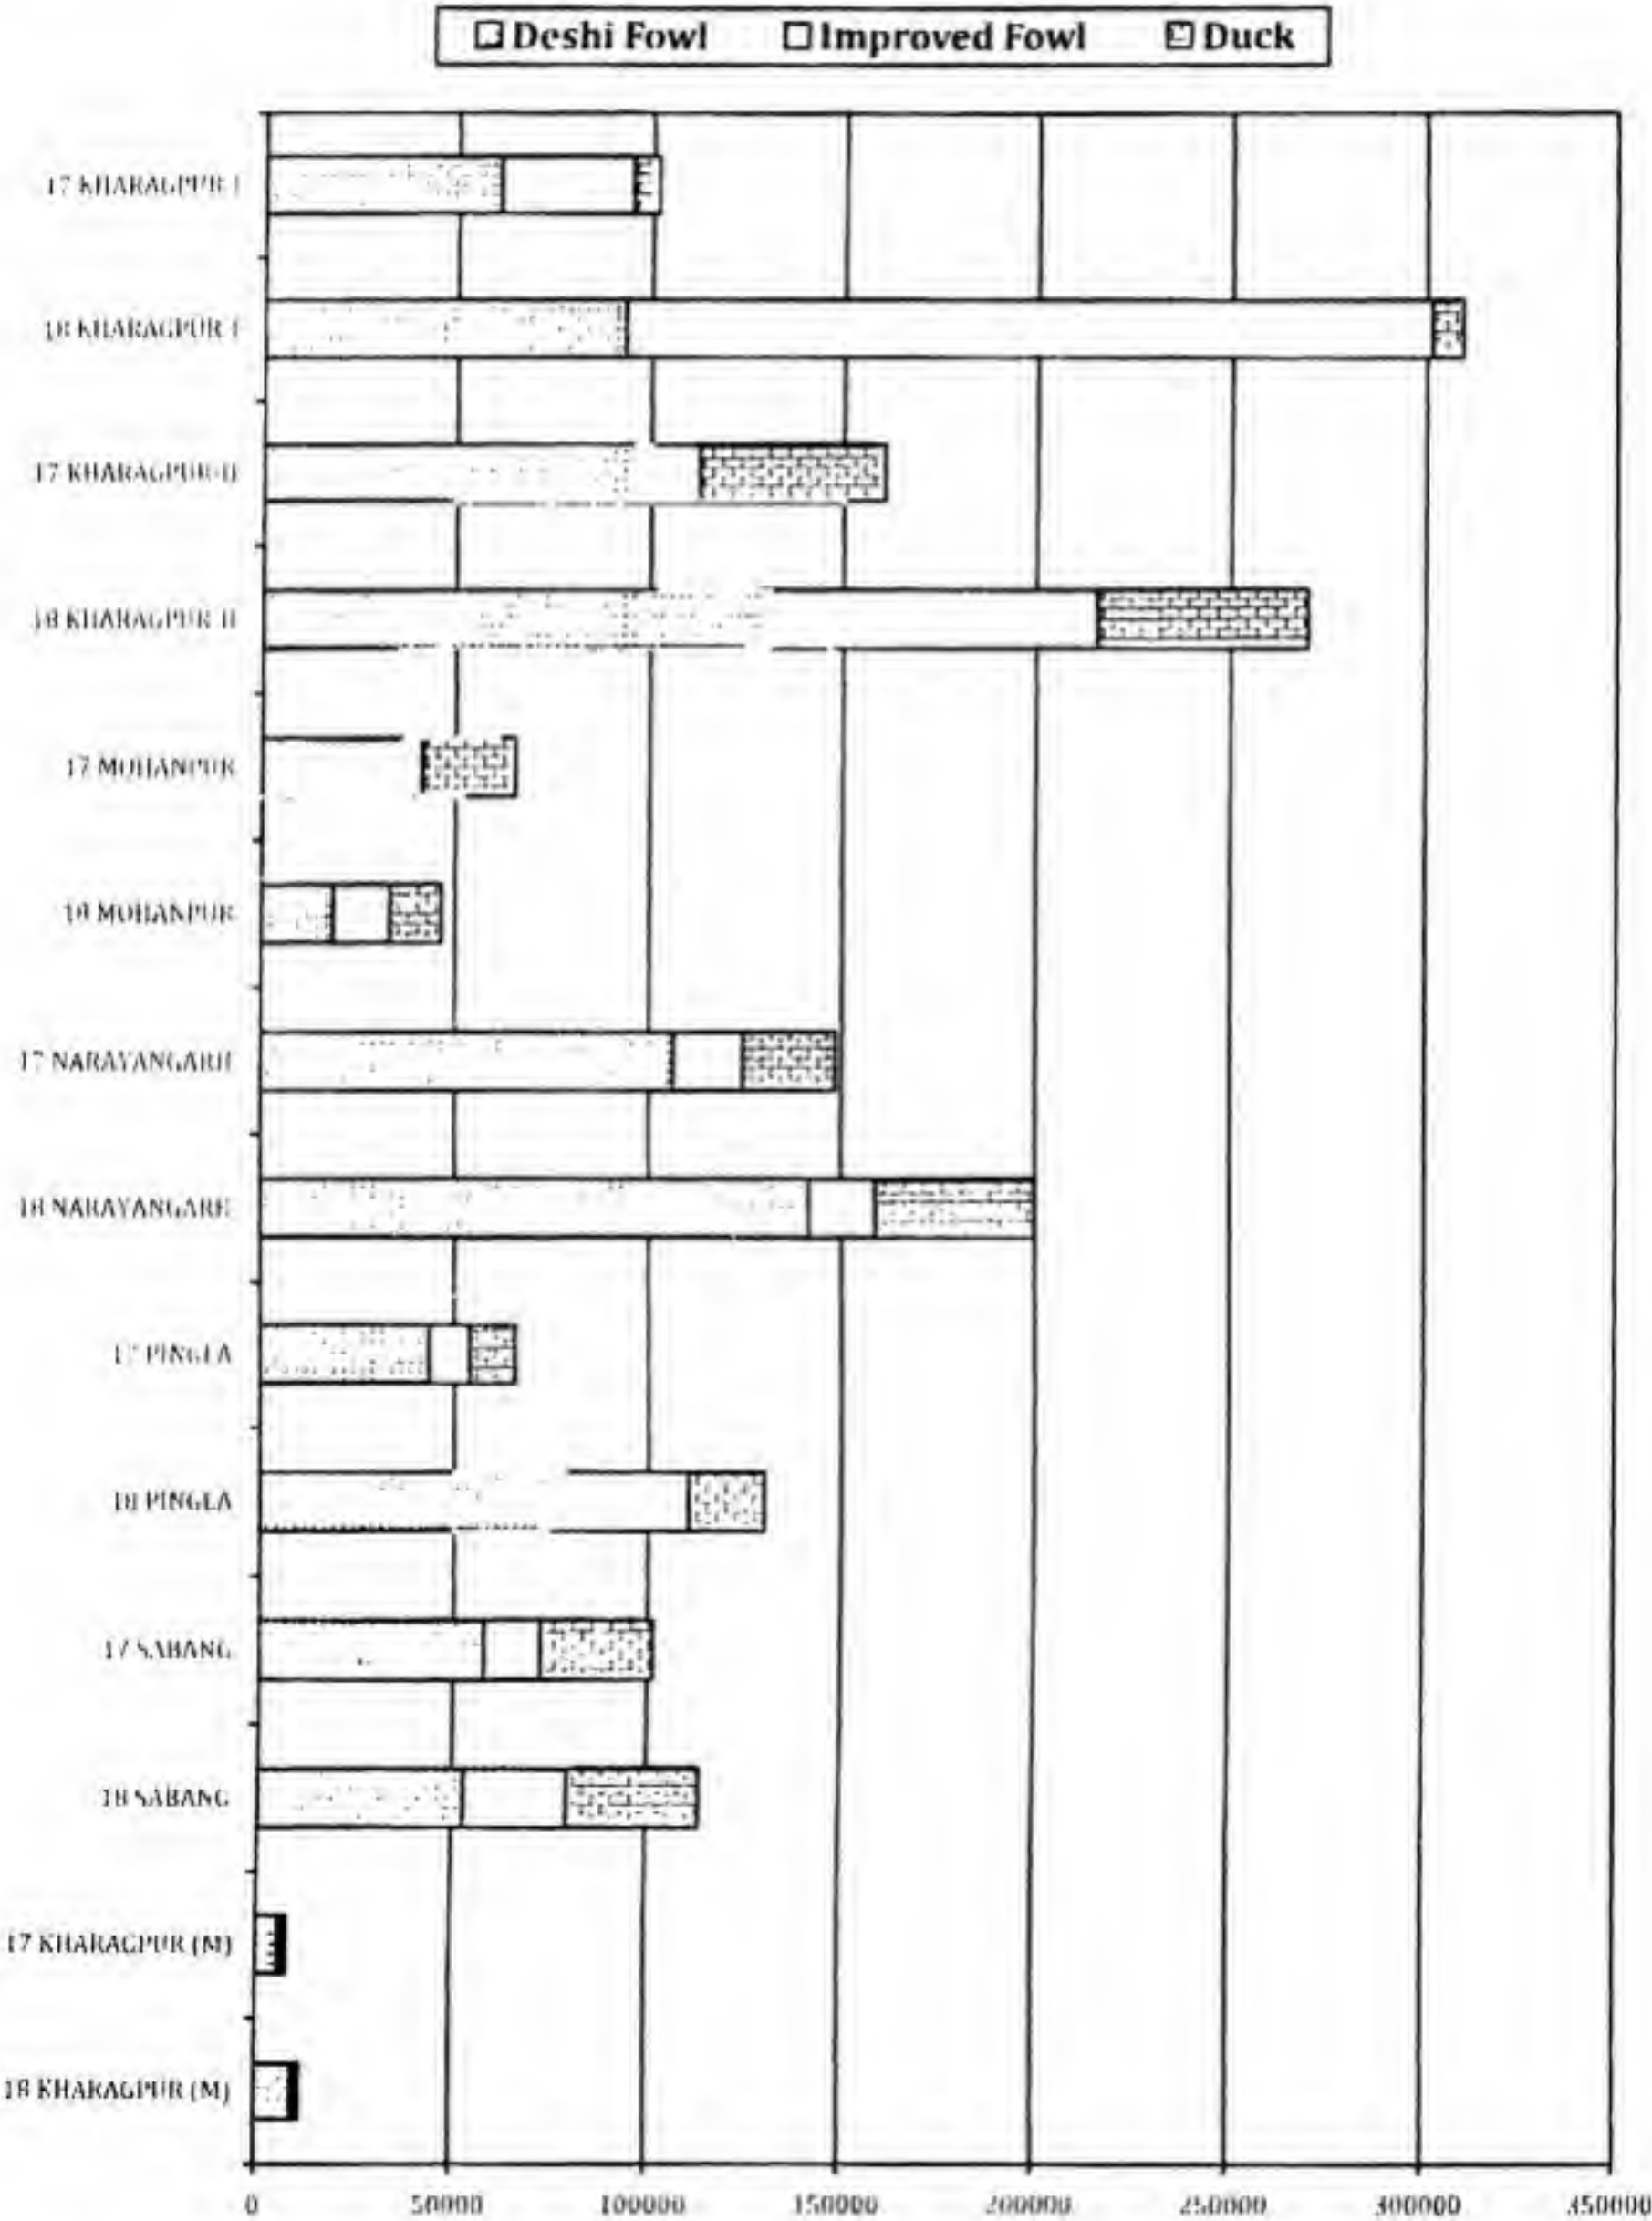 Deshi Fowl Improved Fowl Duck
17 KHARAGPUR I
18 KHARAGPUR I
17 KHARAGPUR-II
18 KHARAGPUR II
17 MOHANPUR
18 MOHANPUR
17 NARAYANGARH
18 NARAYANGARH
17 PINGLA
18 PINGLA
17 SABANG
18 SABANG
17 KHARAGPUR (M)
18 KHARAGPUR (M)
0 50000 100000 150000 200000 250000 300000 350000